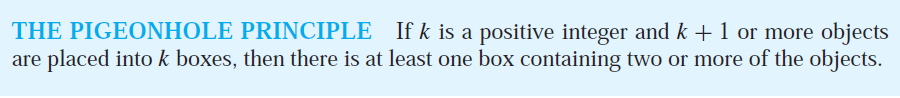 THE PIGEONHOLE PRINCIPLE If k is a positive integer and k + 1 or more objects
are placed into k boxes, then there is at least one box containing two or more of the objects.